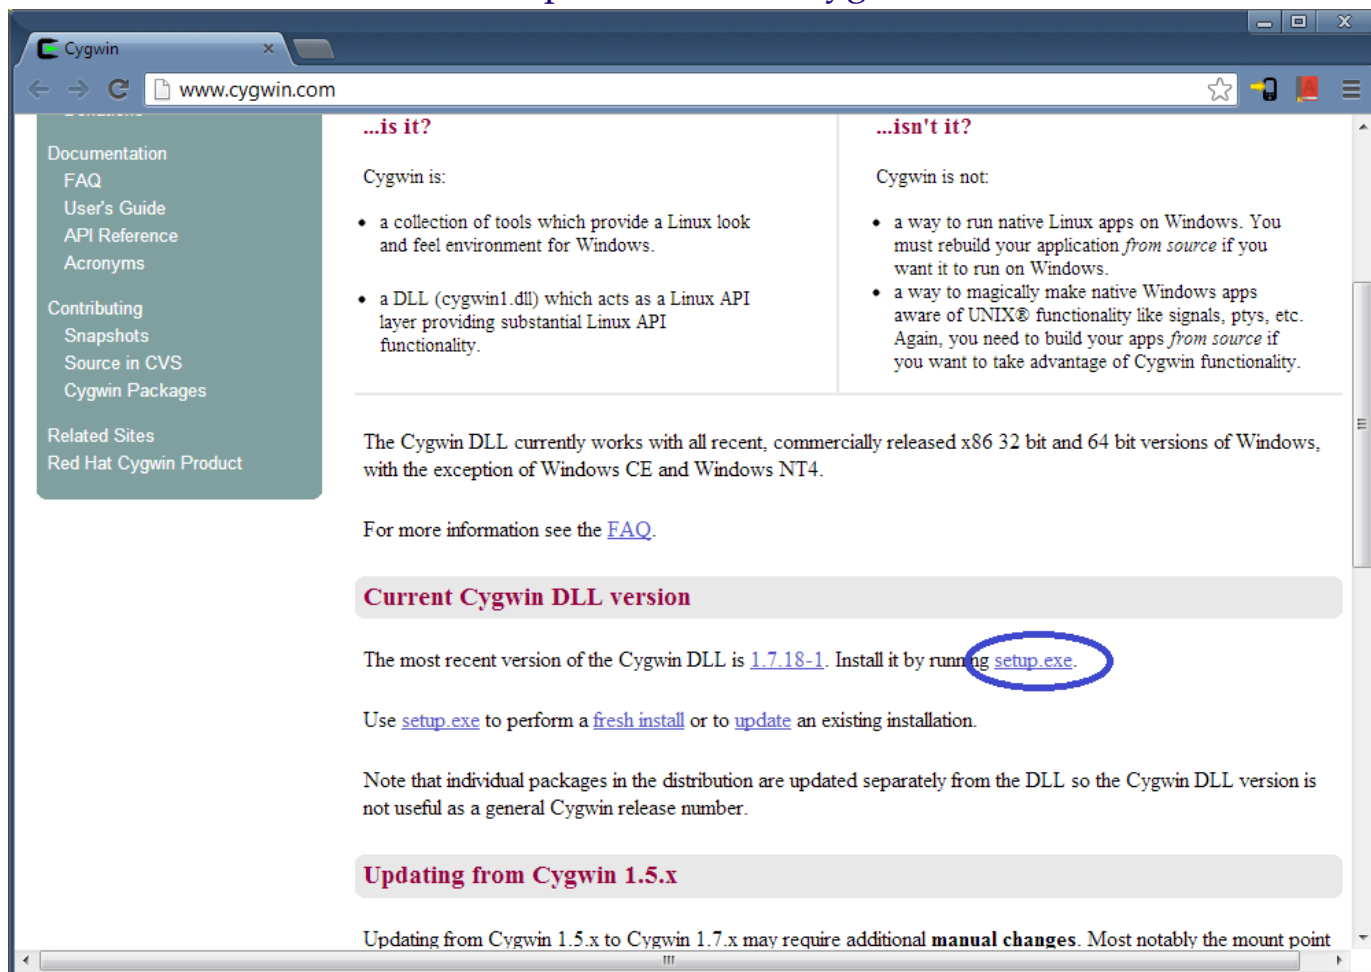 Cygwin
www.cygwin.com
Documentation
FAQ
User's Guide
API Reference
Acronyms
Contributing
Snapshots
Source in CVS
Cygwin Packages
Related Sites
Red Hat Cygwin Product
...is it?
Cygwin is:
• a collection of tools which provide a Linux look
and feel environment for Windows.
• a DLL (cygwin1.dll) which acts as a Linux API
layer providing substantial Linux API
functionality.
...isn't it?
Cygwin is not:
• a way to run native Linux apps on Windows. You
must rebuild your application from source if you
want it to run on Windows.
• a way to magically make native Windows apps
aware of UNIX® functionality like signals, ptys, etc.
Again, you need to build your apps from source if
you want to take advantage of Cygwin functionality.
The Cygwin DLL currently works with all recent, commercially released x86 32 bit and 64 bit versions of Windows,
with the exception of Windows CE and Windows NT4.
For more information see the FAQ.
Current Cygwin DLL version
The most recent version of the Cygwin DLL is 1.7.18-1. Install it by running setup.exe.
Use setup.exe to perform a fresh install or to update an existing installation.
Note that individual packages in the distribution are updated separately from the DLL so the Cygwin DLL version is
not useful as a general Cygwin release number.
Updating from Cygwin 1.5.x
Updating from Cygwin 1.5.x to Cygwin 1.7.x may require additional manual changes. Most notably the mount point